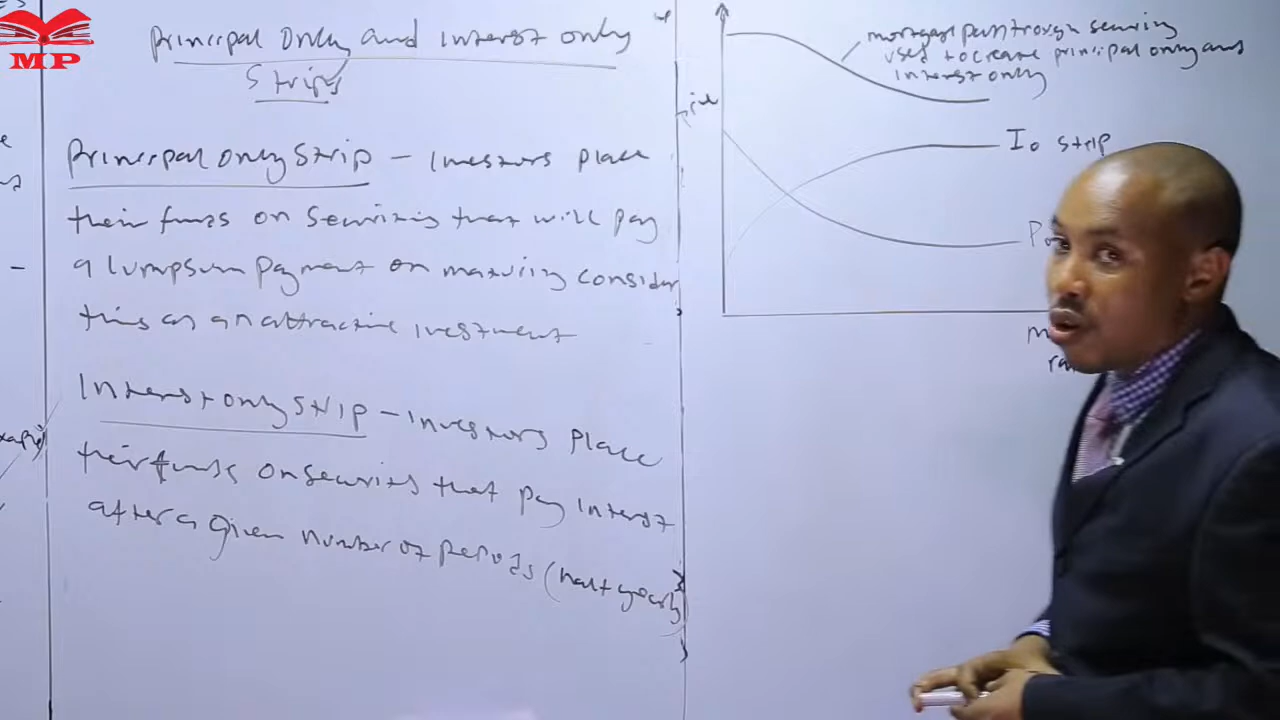 MP
Principal only and interest only
strips
Principal only strip - Investors place
their funds on securities that will pay
a lumpsum payment on maturity consider
this as an attractive investment
Interest only strip - investors place
their funds on securities that pay interest
after a given number of periods (half yearly)
mortgage passthrough security
used to create principal only and
interest only
Io strip